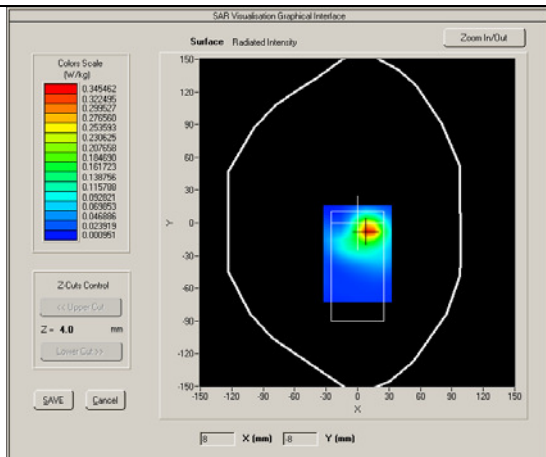 SAR Visualisation Graphical Interface
Surface Radiated Intensity
Zoom In/Out
Colors Scale
(W/kg)
0.345462
0.322495
0.299527
0.276560
0.253593
0.230625
0.207658
0.184690
0.161723
0.138756
0.115788
0.092821
0.069853
0.046886
0.023919
0.000951
Z-Cuts Control
<< Upper Cut
Z = 4.0 mm
Lower Cut >>
SAVE Cancel
150
120
90
60
30
0
-30
-60
-90
-120
-150
Y
-150 -120 -90 -60 -30 0 30 60 90 120 150
X
8 X (mm) -8 Y (mm)